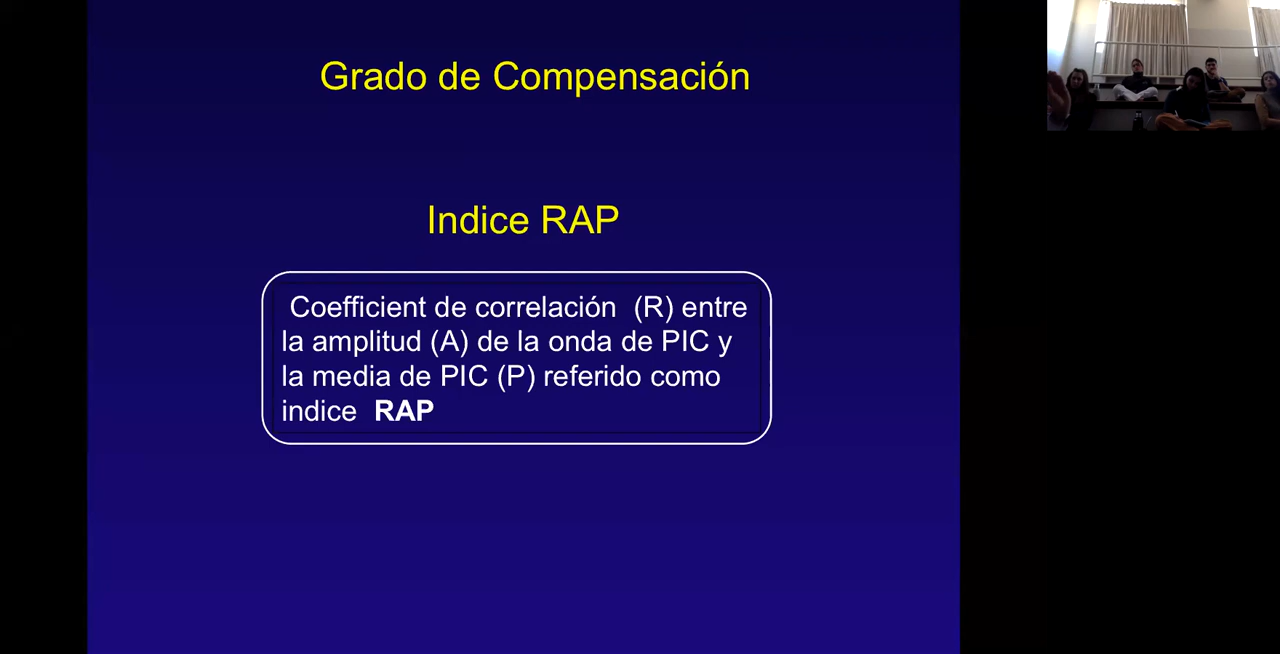 Grado de Compensación
Indice RAP
Coefficient de correlación (R) entre
la amplitud (A) de la onda de PIC y
la media de PIC (P) referido como
indice RAP